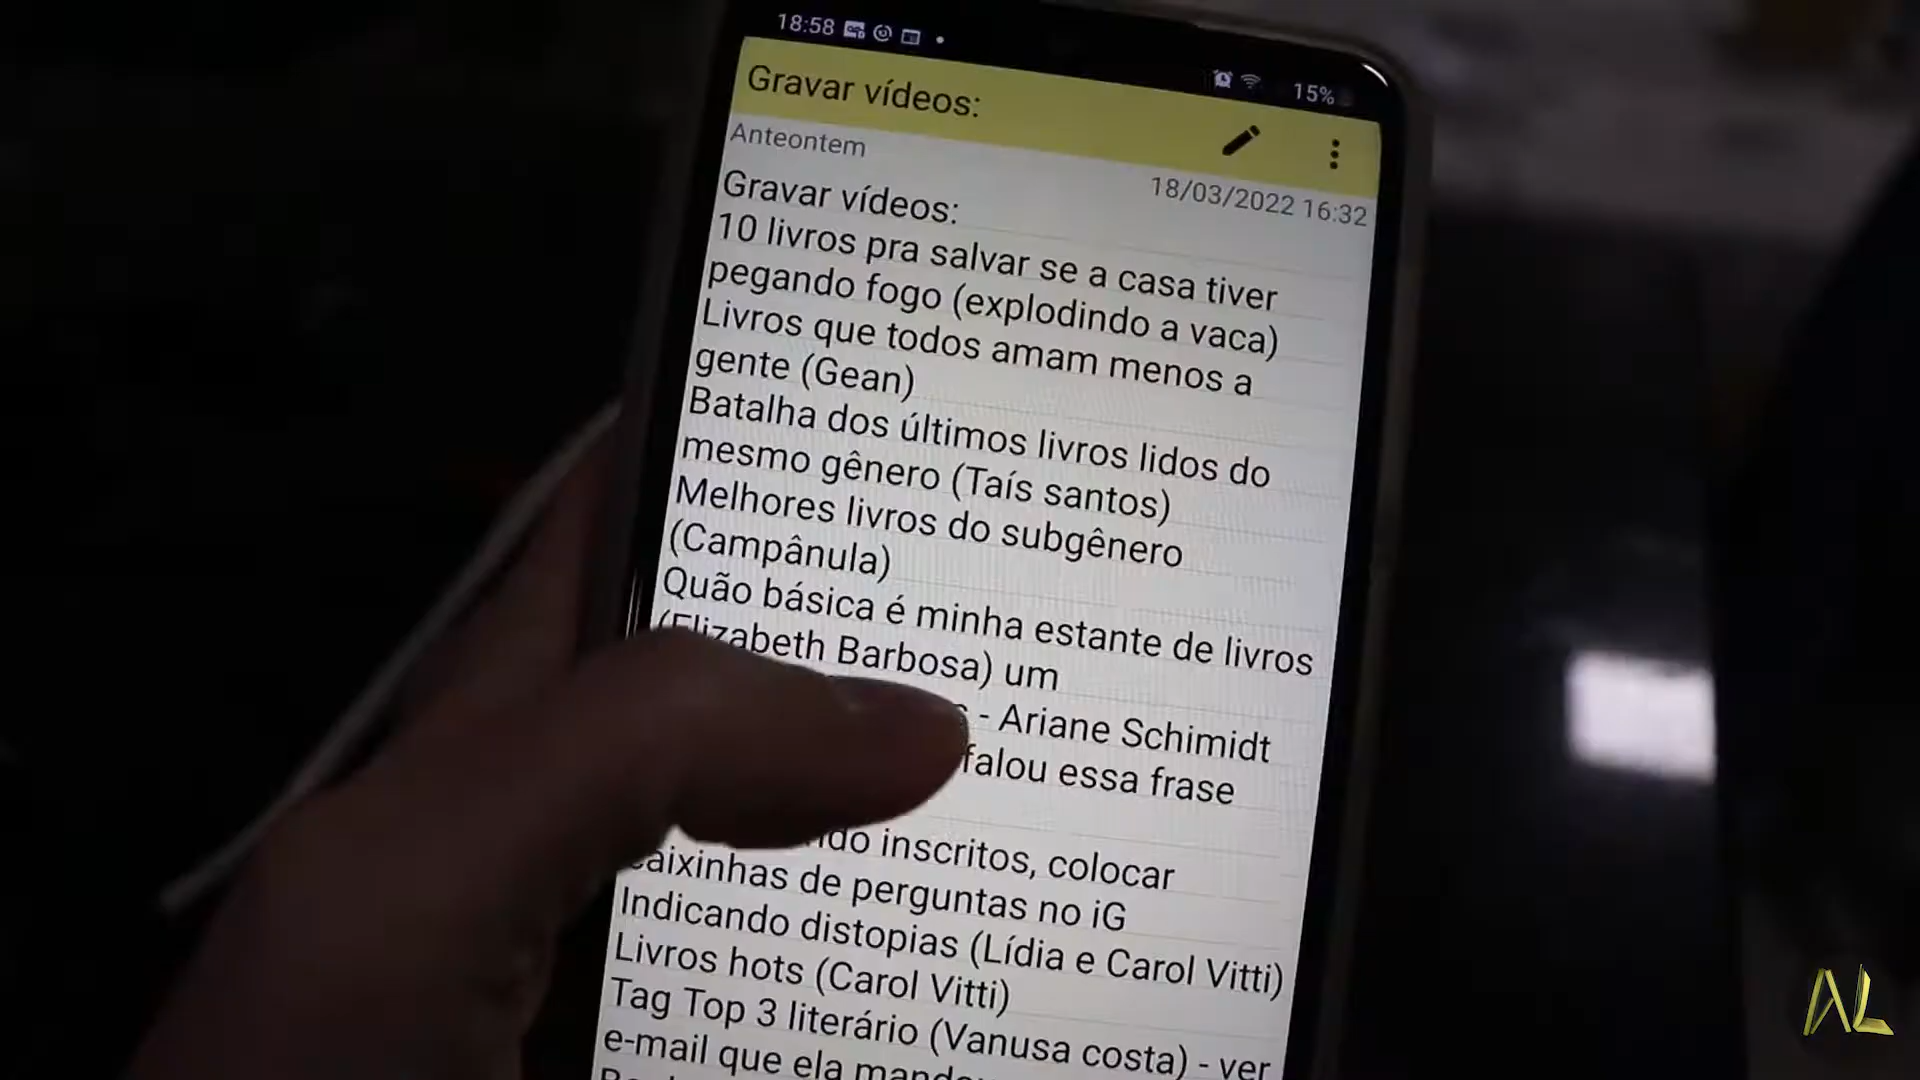 18:58
15%
Gravar vídeos:
Anteontem
18/03/2022 16:32
Gravar vídeos:
10 livros pra salvar se a casa tiver
pegando fogo (explodindo a vaca)
Livros que todos amam menos a
gente (Gean)
Batalha dos últimos livros lidos do
mesmo gênero (Taís santos)
Melhores livros do subgênero
(Campânula)
Quão básica é minha estante de livros
(Elizabeth Barbosa) um
- Ariane Schimidt
falou essa frase
inscritos, colocar
caixinhas de perguntas no iG
Indicando distopias (Lídia e Carol Vitti)
Livros hots (Carol Vitti)
Tag Top 3 literário (Vanusa costa) - ver
e-mail que ela
AL